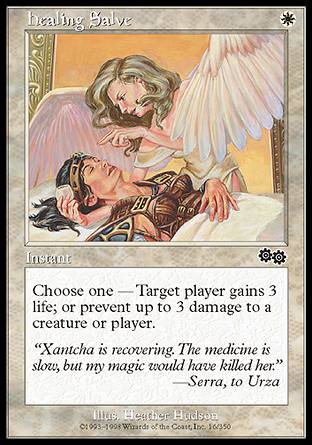 Healing Salve
Instant
Choose one — Target player gains 3
life; or prevent up to 3 damage to a
creature or player.
“Xantcha is recovering. The medicine is
slow, but my magic would have killed her.”
—Serra, to Urza
Illus. Heather Hudson
©1993–1998 Wizards of the Coast, Inc. 16/350